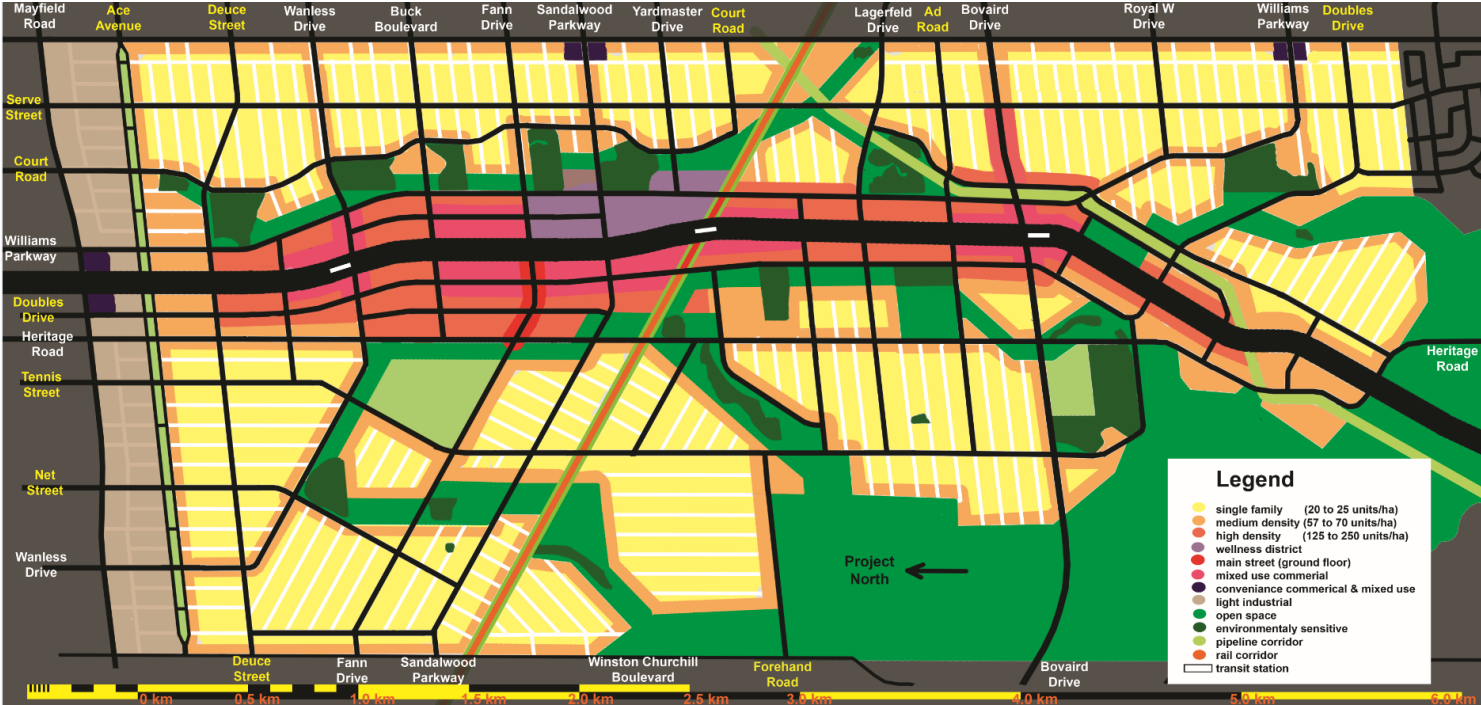 Mayfield
Road
Ace
Avenue
Deuce
Street
Wanless
Drive
Buck
Boulevard
Fann
Drive
Sandalwood
Parkway
Yardmaster
Drive
Court
Road
Lagerfeld
Drive
Ad
Road
Bovaird
Drive
Royal W
Drive
Williams
Parkway
Doubles
Drive
Serve
Street
Court
Road
Williams
Parkway
Doubles
Drive
Heritage
Road
Heritage
Road
Tennis
Street
Net
Street
Wanless
Drive
Project
North
Legend
single family (20 to 25 units/ha)
medium density (57 to 70 units/ha)
high density (125 to 250 units/ha)
wellness district
main street (ground floor)
mixed use commerial
conveniance commerical & mixed use
light industrial
open space
environmentaly sensitive
pipeline corridor
rail corridor
transit station
Deuce
Street
Fann
Drive
Sandalwood
Parkway
Winston Churchill
Boulevard
Forehand
Road
Bovaird
Drive
0 km 0.5 km 1.0 km 1.5 km 2.0 km 2.5 km 3.0 km 4.0 km 5.0 km 6.0 km